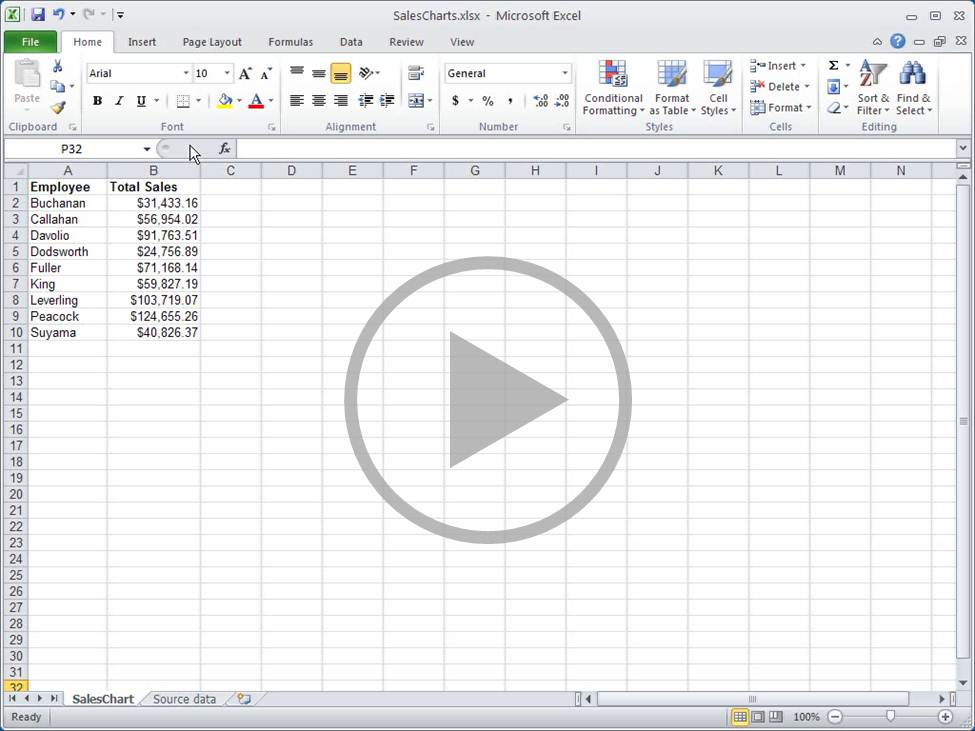 SalesCharts.xlsx - Microsoft Excel
File Home Insert Page Layout Formulas Data Review View
Paste
Arial 10
General
B I U
$ % ,
Conditional Formatting
Format as Table
Cell Styles
Insert
Delete
Format
Σ
Sort & Filter
Find & Select
Clipboard Font Alignment Number Styles Cells Editing
P32 fx
A B C D E F G H I J K L M N
1 Employee Total Sales
2 Buchanan $31,433.16
3 Callahan $56,954.02
4 Davolio $91,763.51
5 Dodsworth $24,756.89
6 Fuller $71,168.14
7 King $59,827.19
8 Leverling $103,719.07
9 Peacock $124,655.26
10 Suyama $40,826.37
11
12
13
14
15
16
17
18
19
20
21
22
23
24
25
26
27
28
29
30
31
32
SalesChart Source data
Ready 100%